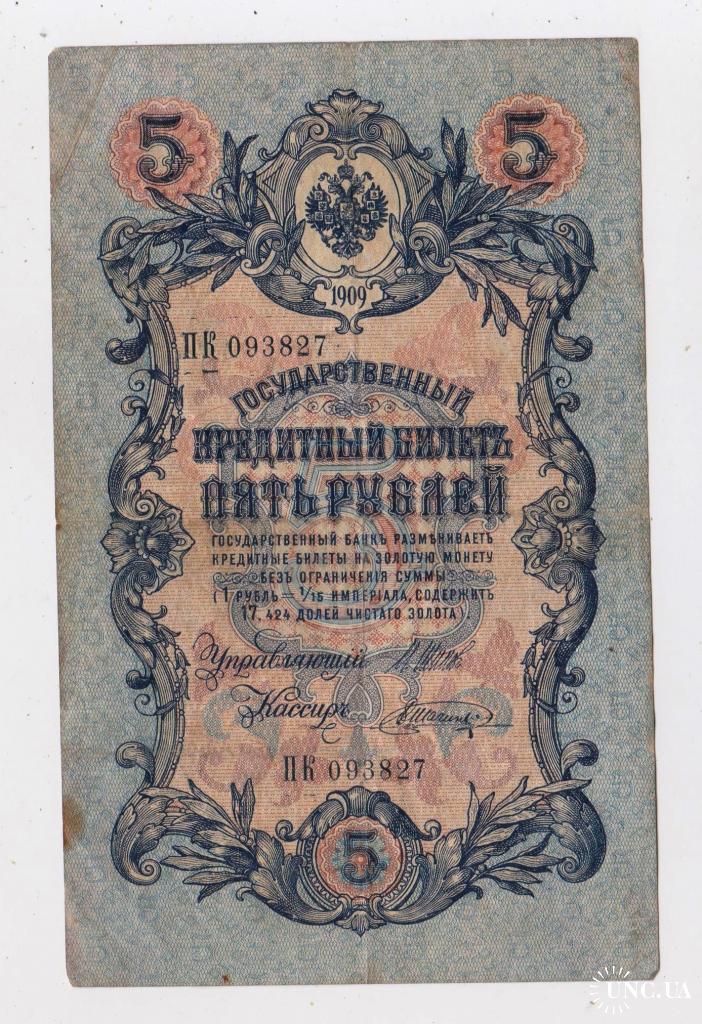 5 5
1909
ПК 093827
ГОСУДАРСТВЕННЫЙ
КРЕДИТНЫЙ БИЛЕТЪ
ПЯТЬ РУБЛЕЙ
ГОСУДАРСТВЕННЫЙ БАНКЪ РАЗМѢНИВАЕТЪ
КРЕДИТНЫЕ БИЛЕТЫ НА ЗОЛОТУЮ МОНЕТУ
БЕЗЪ ОГРАНИЧЕНІЯ СУММЫ
(1 РУБЛЬ = 1/15 ИМПЕРІАЛА, СОДЕРЖИТЪ
17,424 ДОЛЕЙ ЧИСТАГО ЗОЛОТА).
Управляющій
Кассиръ
ПК 093827
5
UNC.UA